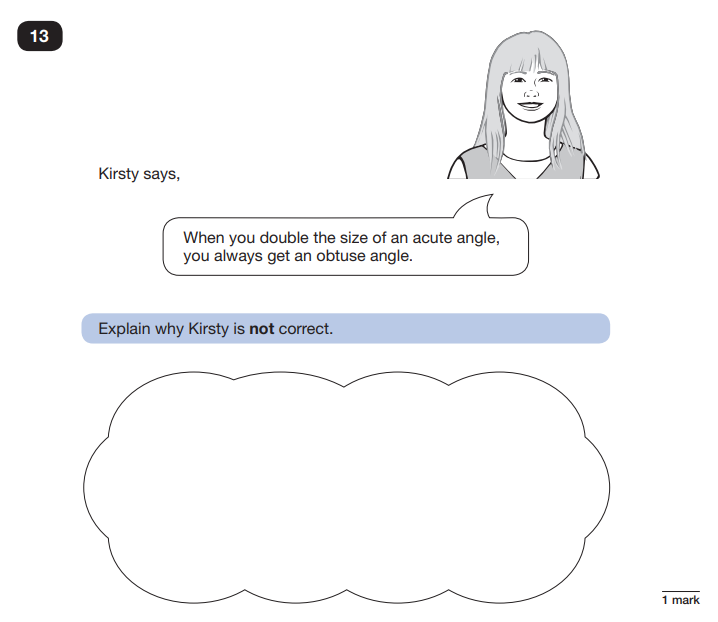 13
Kirsty says,
When you double the size of an acute angle,
you always get an obtuse angle.
Explain why Kirsty is not correct.
1 mark